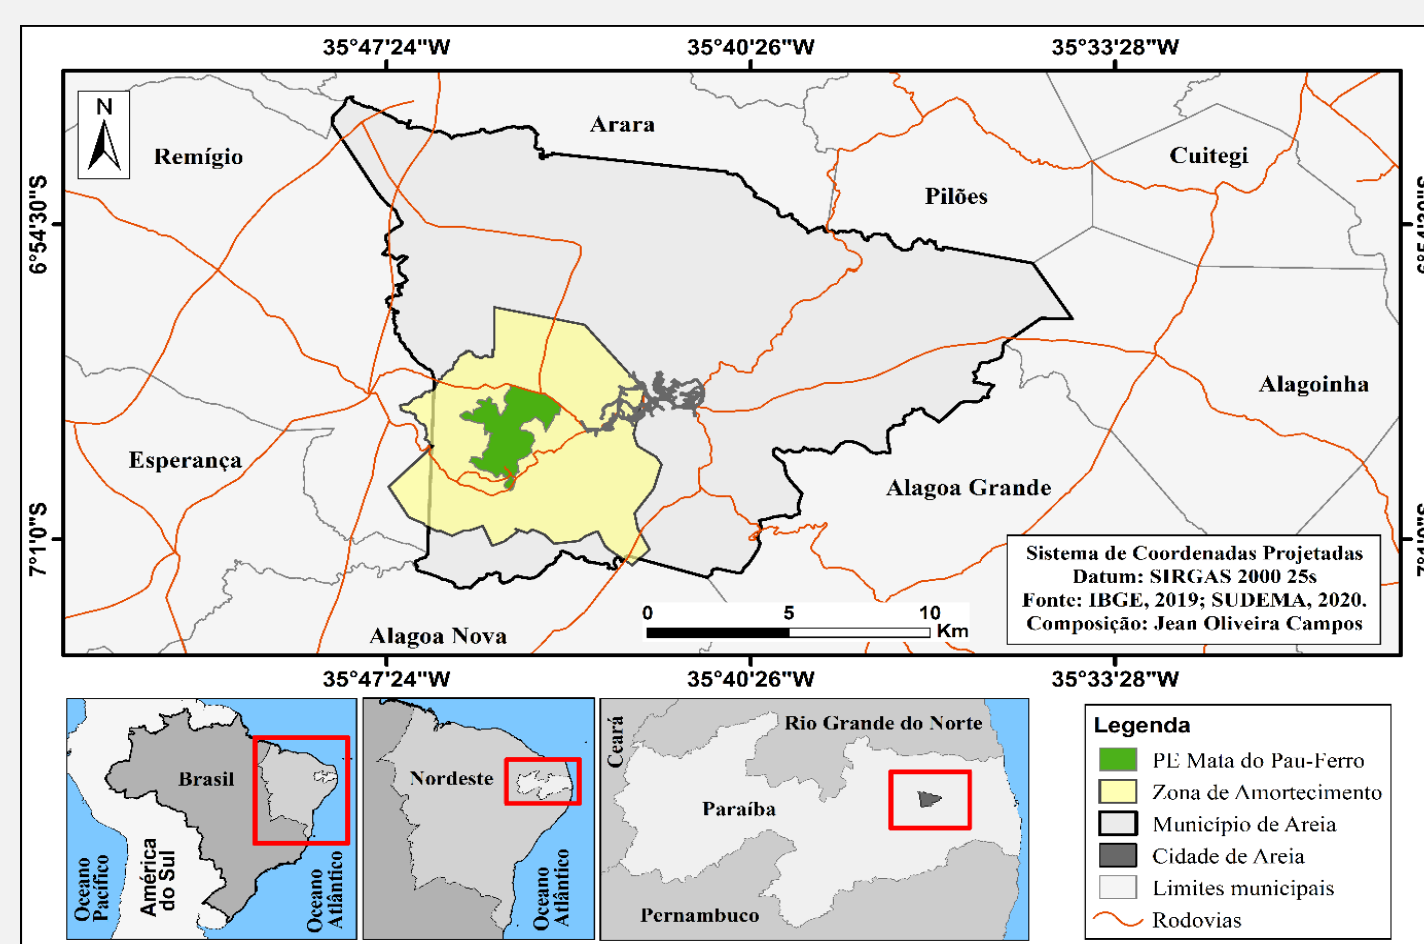 35°47'24"W
35°40'26"W
35°33'28"W
N
Arara
Remígio
Cuitegi
Pilões
6°54'30"S
Alagoinha
Esperança
Alagoa Grande
7°1'0"S
Sistema de Coordenadas Projetadas
Datum: SIRGAS 2000 25s
Fonte: IBGE, 2019; SUDEMA, 2020.
Composição: Jean Oliveira Campos
0 5 10
Km
Alagoa Nova
35°47'24"W
35°40'26"W
35°33'28"W
Brasil
América
do Sul
Oceano
Pacífico
Oceano
Atlântico
Nordeste
Oceano
Atlântico
Ceará
Rio Grande do Norte
Paraíba
Pernambuco
Legenda
PE Mata do Pau-Ferro
Zona de Amortecimento
Município de Areia
Cidade de Areia
Limites municipais
Rodovias